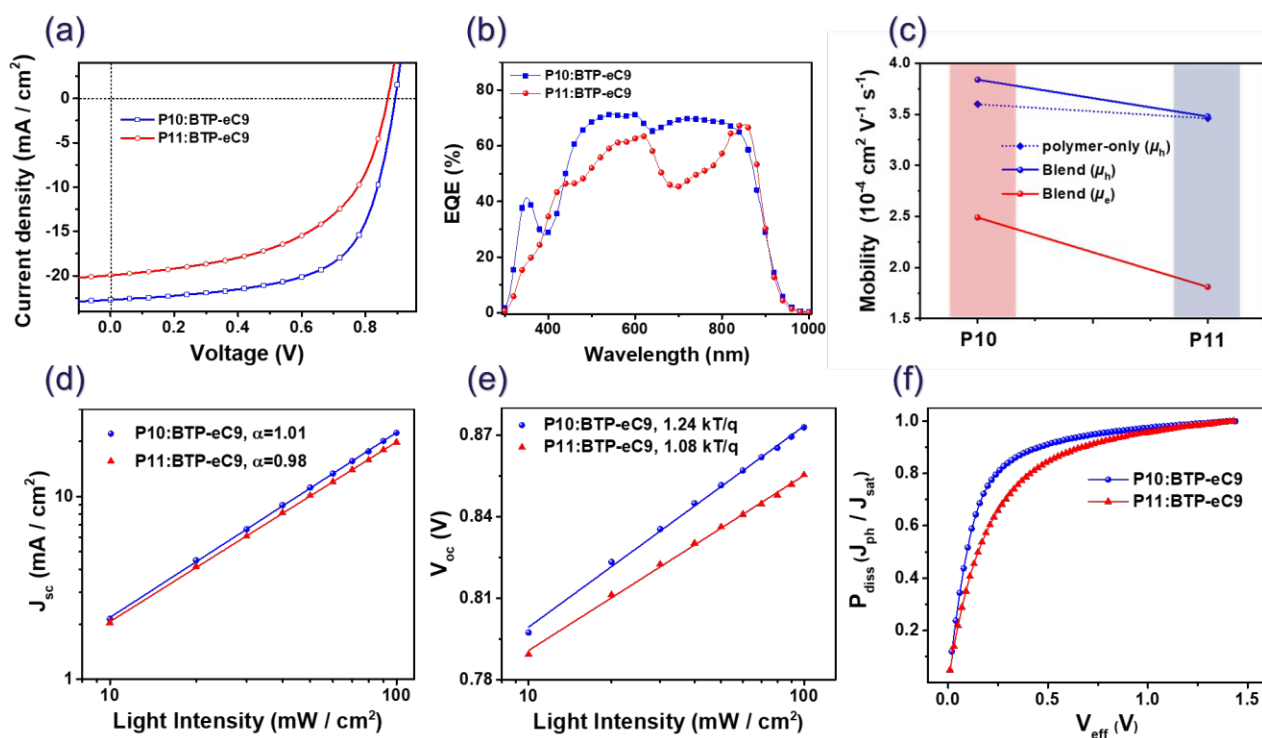 (a)
Current density (mA / cm²)
0
-5
-10
-15
-20
P10:BTP-eC9
P11:BTP-eC9
0.0 0.2 0.4 0.6 0.8
Voltage (V)
(b)
EQE (%)
80
60
40
20
0
P10:BTP-eC9
P11:BTP-eC9
400 600 800 1000
Wavelength (nm)
(c)
Mobility (10⁻⁴ cm² V⁻¹ s⁻¹)
4.0
3.5
3.0
2.5
2.0
1.5
polymer-only (μh)
Blend (μh)
Blend (μe)
P10 P11
(d)
Jsc (mA / cm²)
10
1
P10:BTP-eC9, α=1.01
P11:BTP-eC9, α=0.98
10 100
Light Intensity (mW / cm²)
(e)
Voc (V)
0.87
0.84
0.81
0.78
P10:BTP-eC9, 1.24 kT/q
P11:BTP-eC9, 1.08 kT/q
10 100
Light Intensity (mW / cm²)
(f)
Pdiss (Jph / Jsat)
1.0
0.8
0.6
0.4
0.2
P10:BTP-eC9
P11:BTP-eC9
0.0 0.5 1.0 1.5
Veff (V)